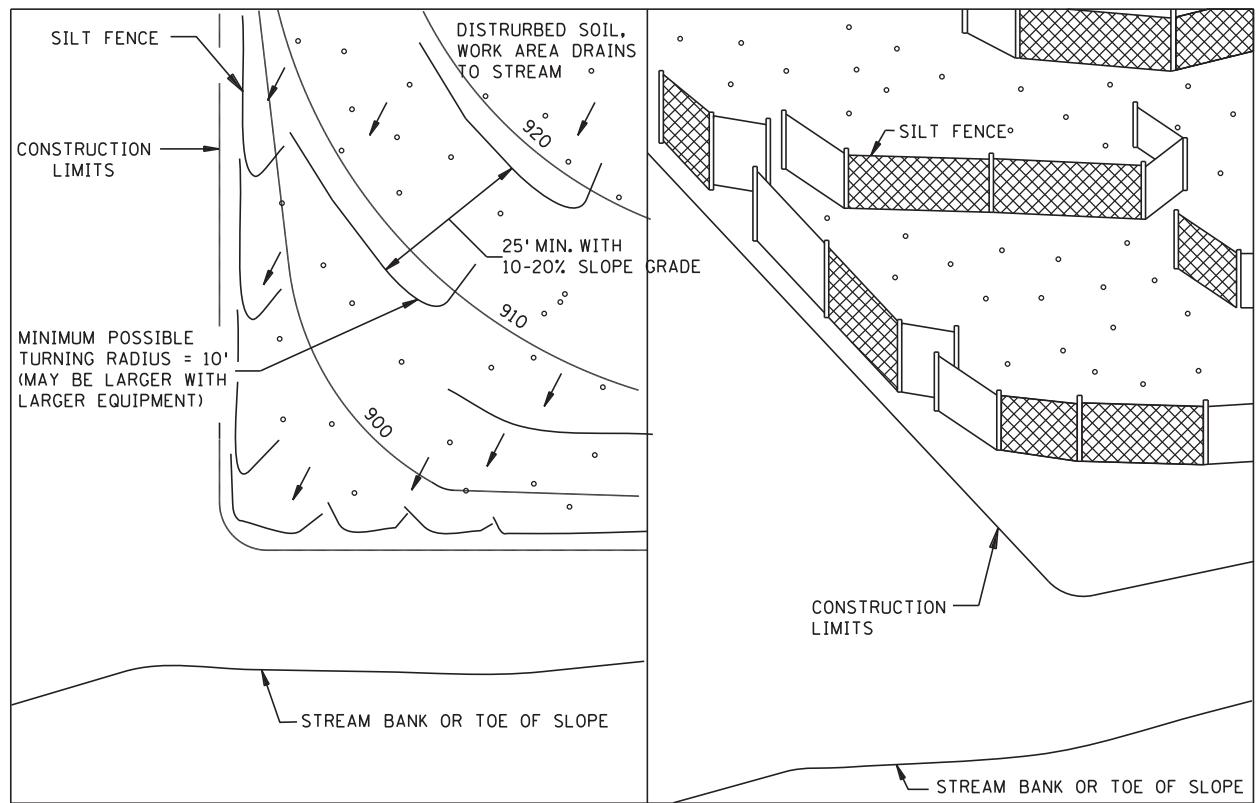 SILT FENCE
CONSTRUCTION
LIMITS
DISTRURBED SOIL,
WORK AREA DRAINS
TO STREAM
920
25' MIN. WITH
10-20% SLOPE GRADE
910
MINIMUM POSSIBLE
TURNING RADIUS = 10'
(MAY BE LARGER WITH
LARGER EQUIPMENT)
900
STREAM BANK OR TOE OF SLOPE
SILT FENCE
CONSTRUCTION
LIMITS
STREAM BANK OR TOE OF SLOPE